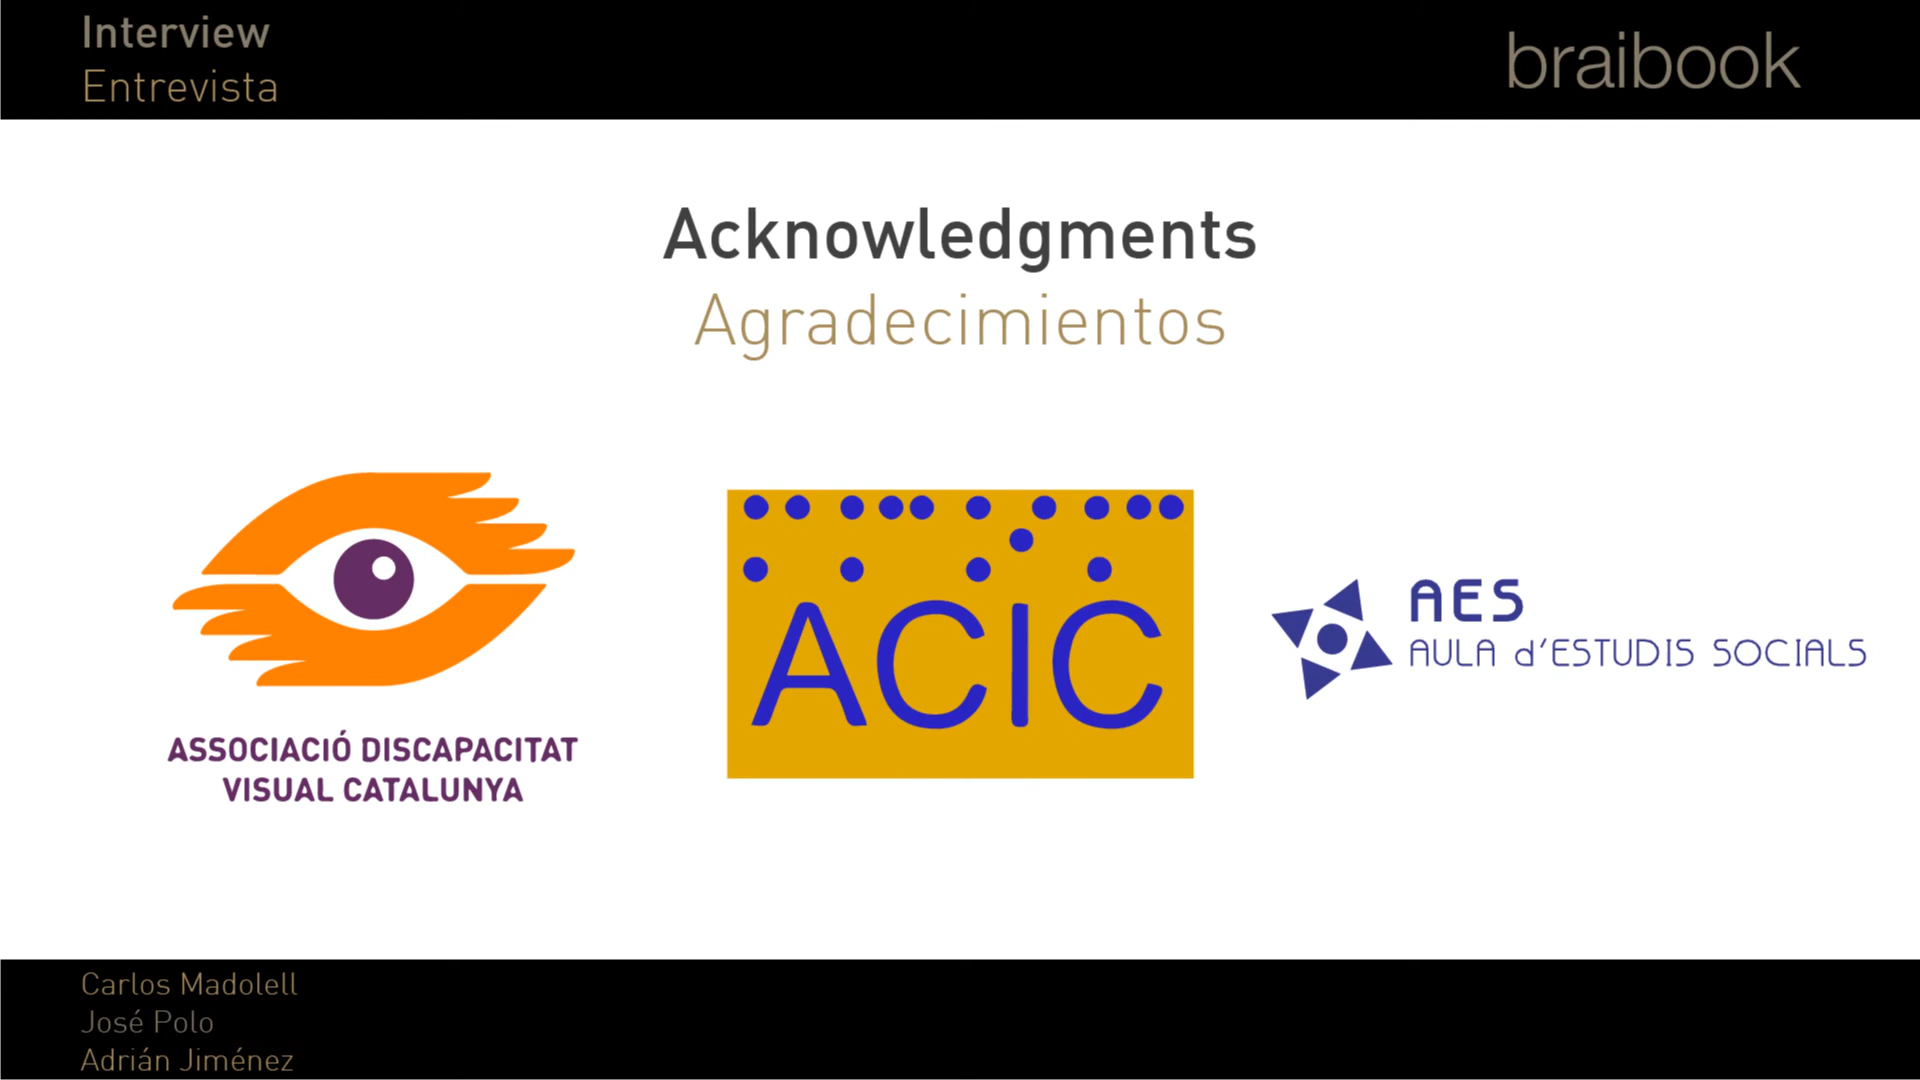 Interview
Entrevista
braibook
Acknowledgments
Agradecimientos
ASSOCIACIÓ DISCAPACITAT
VISUAL CATALUNYA
ACIC
AES
AULA d'ESTUDIS SOCIALS
Carlos Madolell
José Polo
Adrián Jiménez